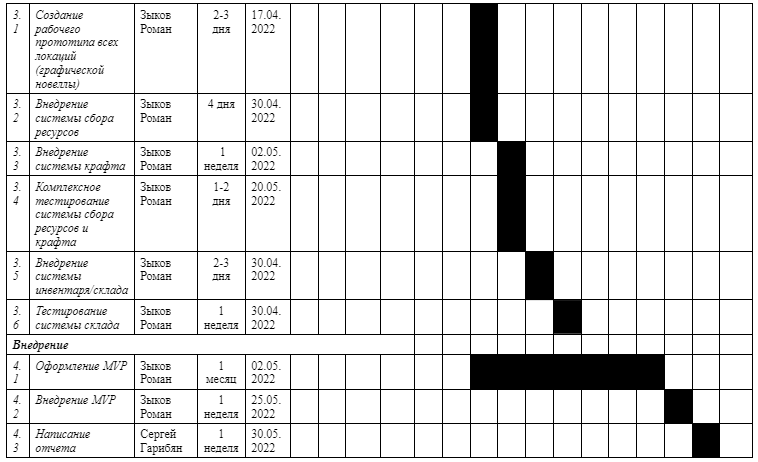 3. Создание Зыков 2-3 17.04.
1 рабочего Роман дня 2022
прототипа всех
локаций
(графической
новеллы)
3. Внедрение Зыков 4 дня 30.04.
2 системы сбора Роман 2022
ресурсов
3. Внедрение Зыков 1 02.05.
3 системы крафта Роман неделя 2022
3. Комплексное Зыков 1-2 20.05.
4 тестирование Роман дня 2022
системы сбора
ресурсов и
крафта
3. Внедрение Зыков 2-3 30.04.
5 системы Роман дня 2022
инвентаря/склада
3. Тестирование Зыков 1 30.04.
6 системы склада Роман неделя 2022
Внедрение
4. Оформление MVP Зыков 1 02.05.
1 Роман месяц 2022
4. Внедрение MVP Зыков 1 25.05.
2 Роман неделя 2022
4. Написание Сергей 1 30.05.
3 отчета Гарибян неделя 2022